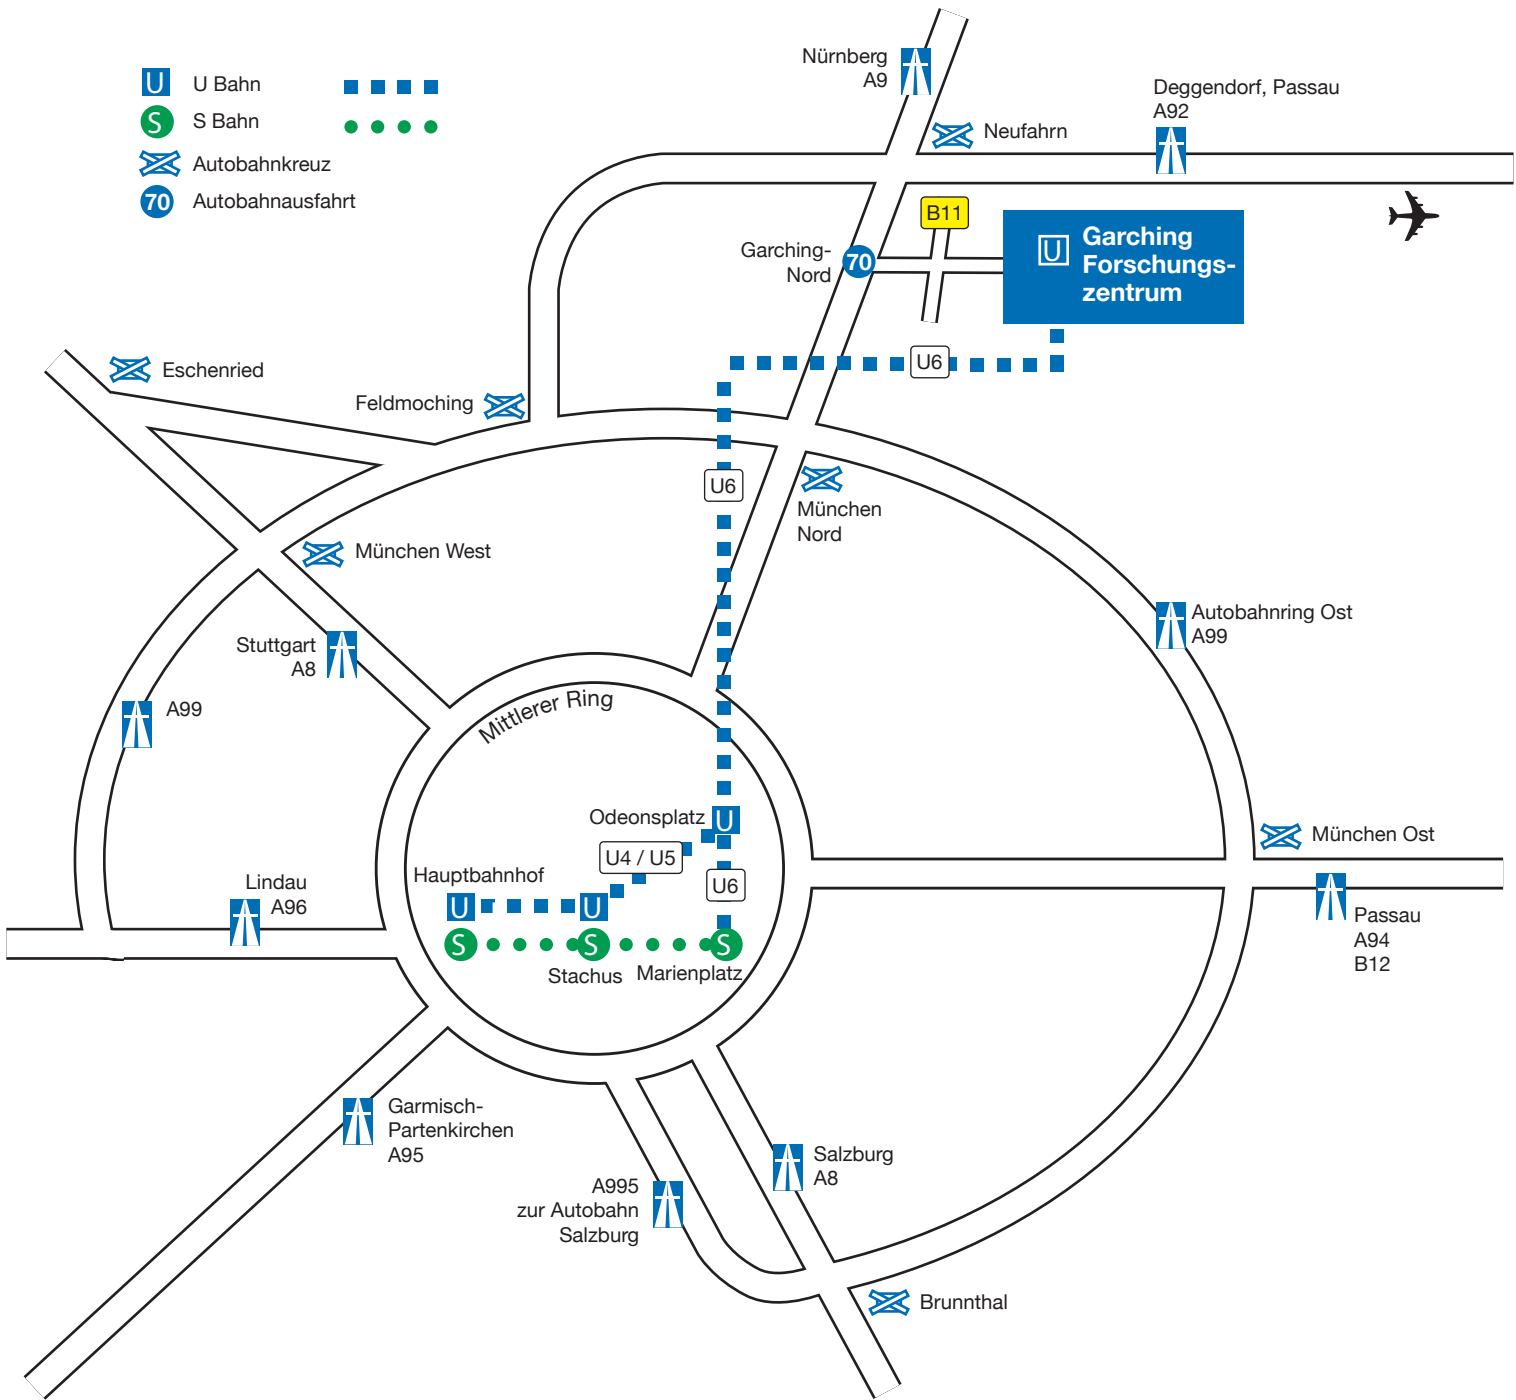 U U Bahn
S S Bahn
Autobahnkreuz
70 Autobahnausfahrt
Nürnberg
A9
Neufahrn
Deggendorf, Passau
A92
B11
Garching-
Nord
70
U Garching
Forschungs-
zentrum
U6
Eschenried
Feldmoching
U6
München
Nord
München West
Stuttgart
A8
Autobahnring Ost
A99
A99
Mittlerer Ring
Odeonsplatz
U
U4 / U5
U6
Hauptbahnhof
U
U
S
S
S
Stachus
Marienplatz
Lindau
A96
München Ost
Passau
A94
B12
Garmisch-
Partenkirchen
A95
A995
zur Autobahn
Salzburg
Salzburg
A8
Brunnthal